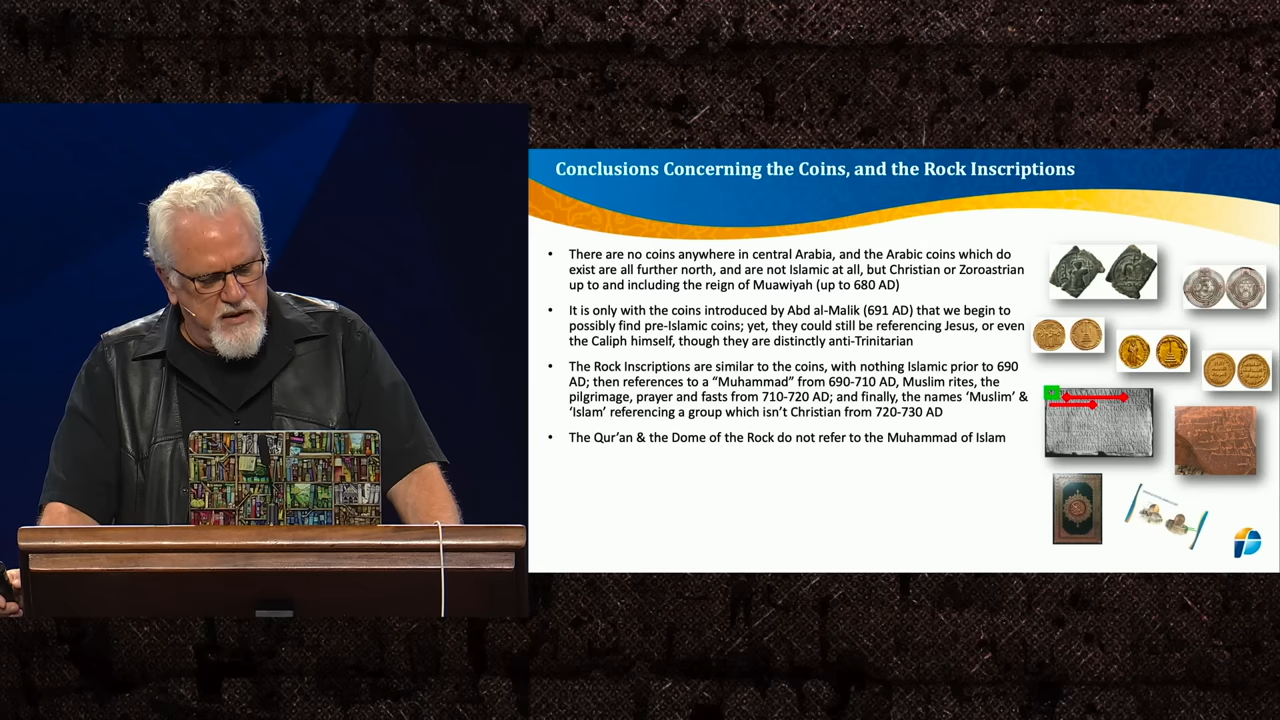 Conclusions Concerning the Coins, and the Rock Inscriptions
• There are no coins anywhere in central Arabia, and the Arabic coins which do
exist are all further north, and are not Islamic at all, but Christian or Zoroastrian
up to and including the reign of Muawiyah (up to 680 AD)
• It is only with the coins introduced by Abd al-Malik (691 AD) that we begin to
possibly find pre-Islamic coins; yet, they could still be referencing Jesus, or even
the Caliph himself, though they are distinctly anti-Trinitarian
• The Rock Inscriptions are similar to the coins, with nothing Islamic prior to 690
AD; then references to a “Muhammad” from 690-710 AD, Muslim rites, the
pilgrimage, prayer and fasts from 710-720 AD; and finally, the names ‘Muslim’ &
‘Islam’ referencing a group which isn’t Christian from 720-730 AD
• The Qur’an & the Dome of the Rock do not refer to the Muhammad of Islam